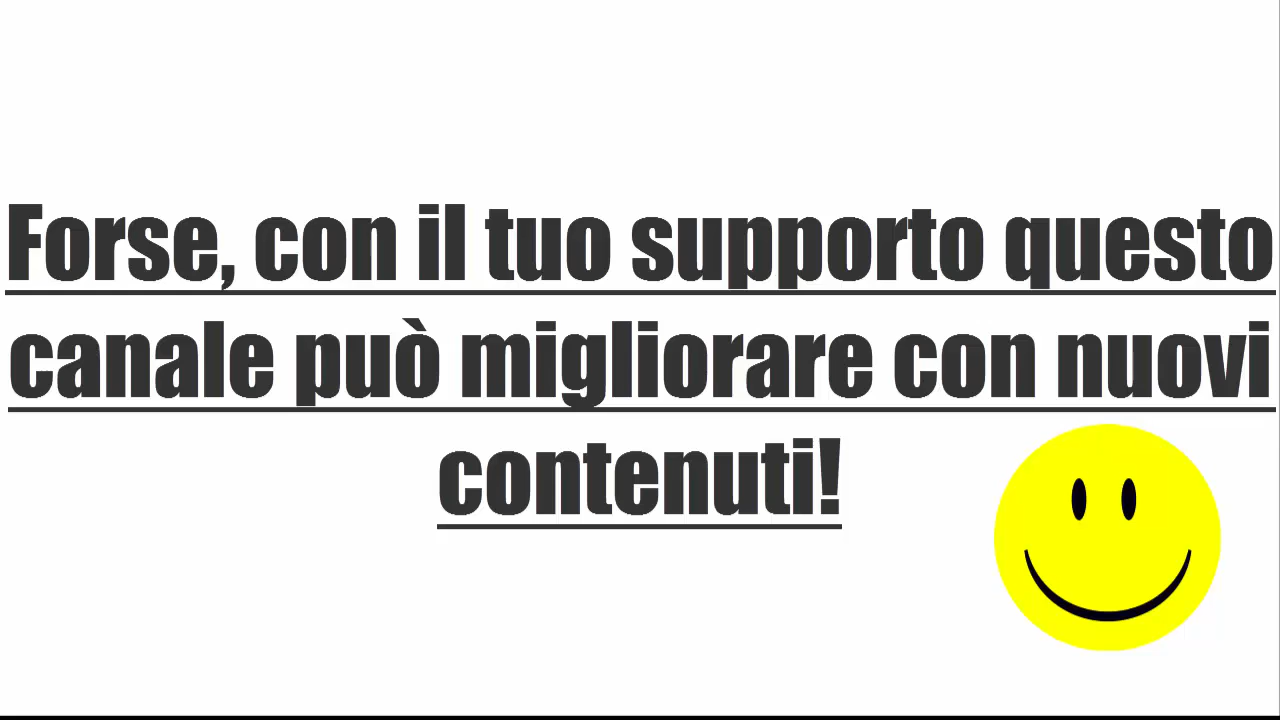 Forse, con il tuo supporto questo
canale può migliorare con nuovi
contenuti!